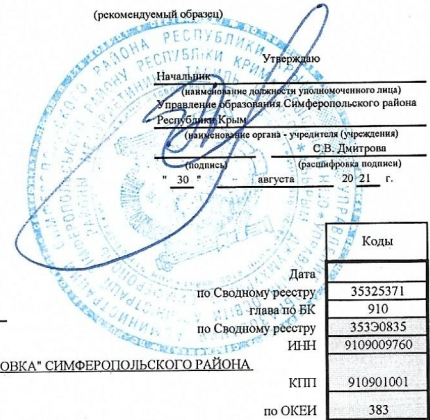 (рекомендуемый образец)
Утверждаю
Начальник
(наименование должности уполномоченного лица)
Управление образования Симферопольского района
Республики Крым
(наименование органа - учредителя (учреждения)
С.В. Дмитрова
(подпись) (расшифровка подписи)
" 30 " августа 20 21 г.
Коды
Дата
по Сводному реестру 35325371
глава по БК 910
по Сводному реестру 353Э0835
ИНН 9109009760
ОВКА" СИМФЕРОПОЛЬСКОГО РАЙОНА
КПП 910901001
по ОКЕИ 383